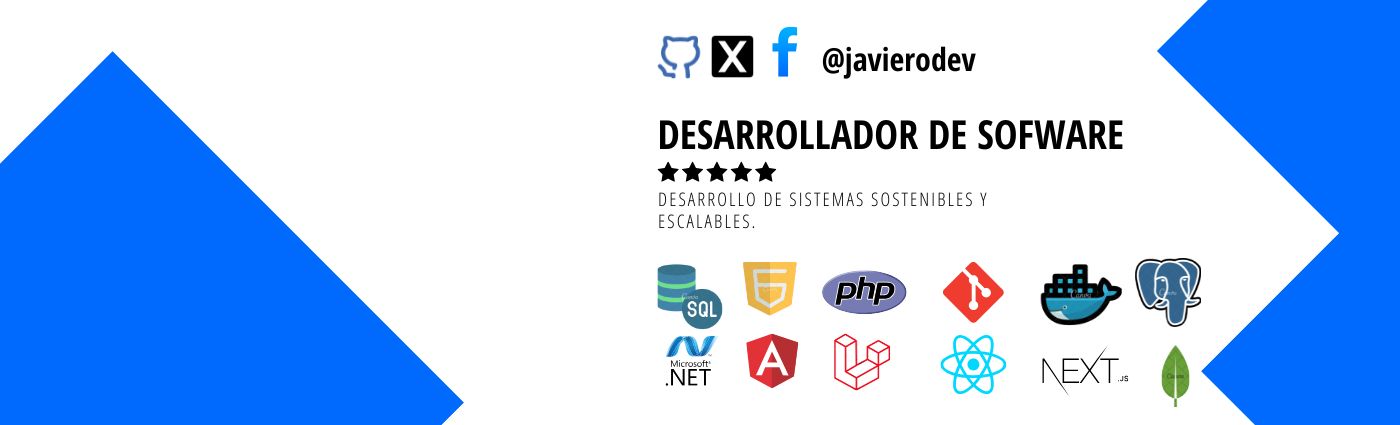 X f @javierodev
DESARROLLADOR DE SOFWARE
DESARROLLO DE SISTEMAS SOSTENIBLES Y
ESCALABLES.
SQL
php
Microsoft®
.NET
A
NEXT.JS